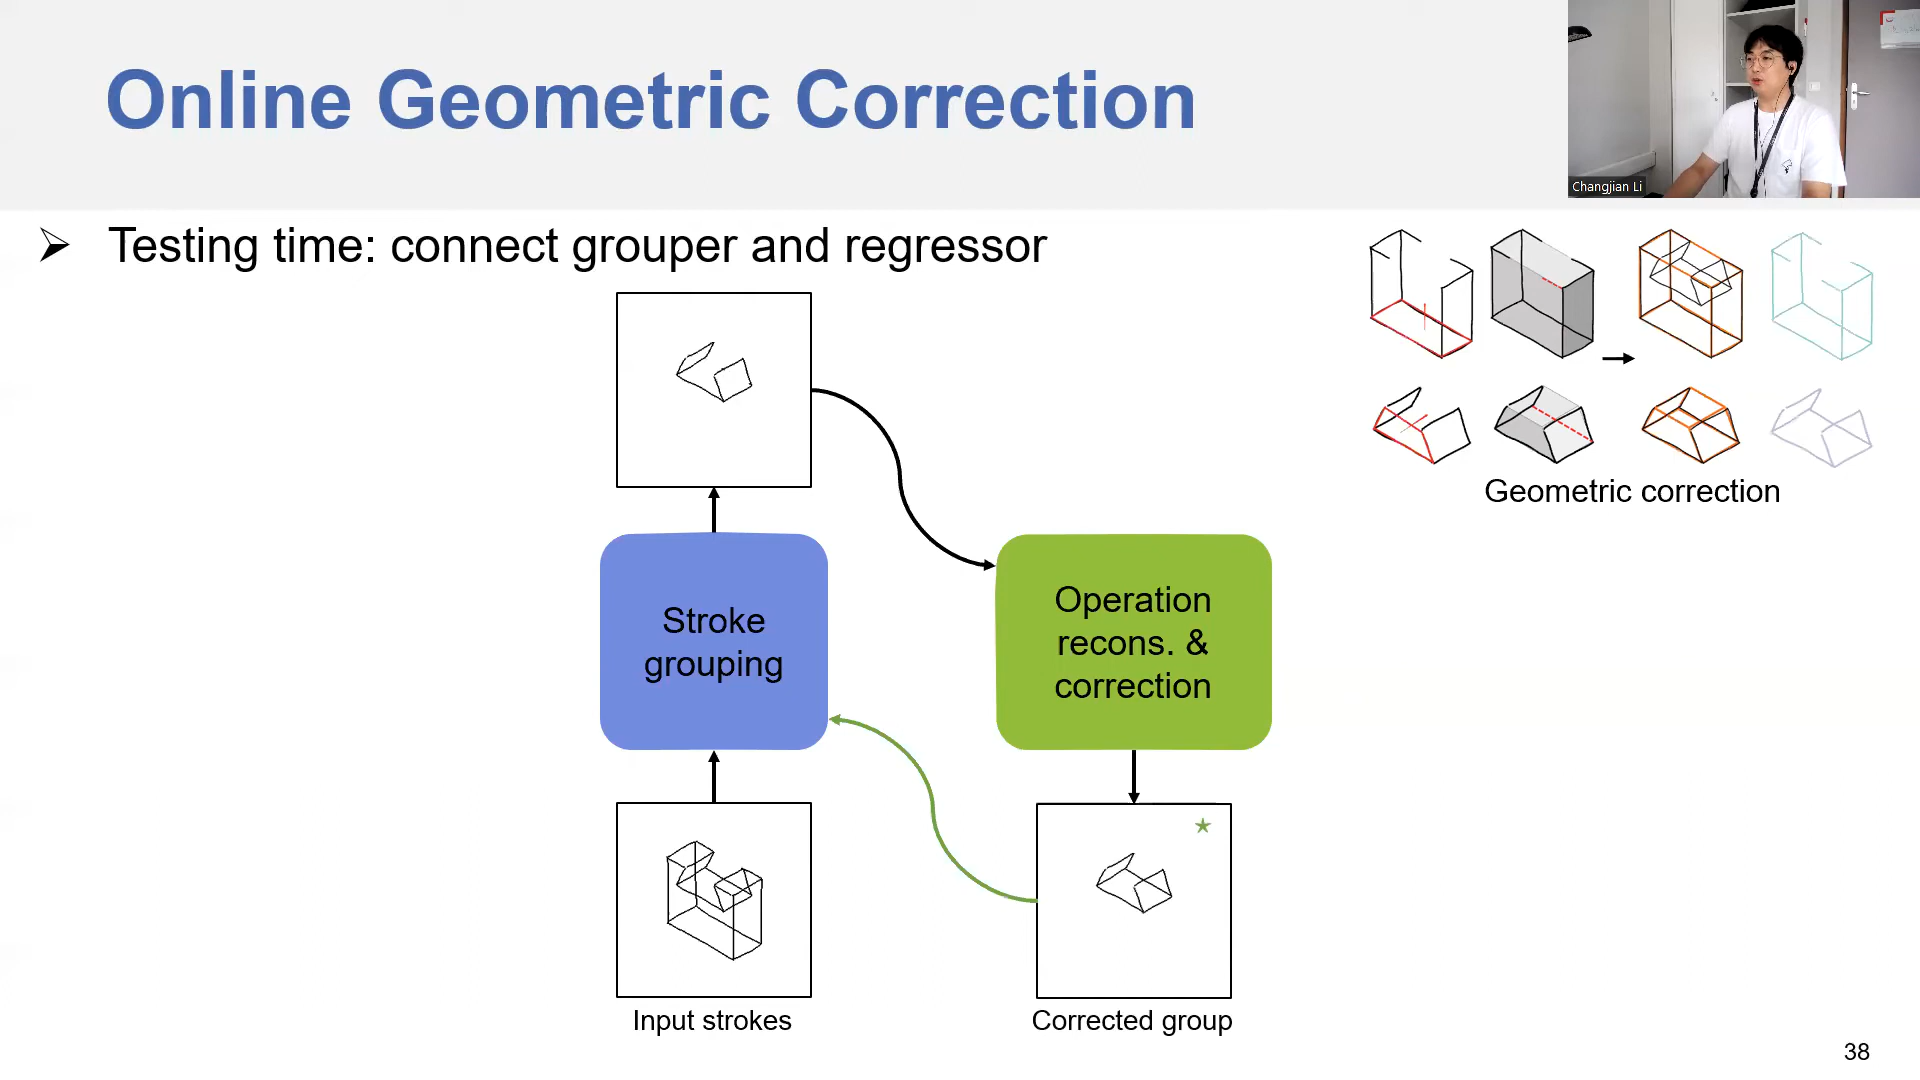 Online Geometric Correction
Changjian Li
Testing time: connect grouper and regressor
Geometric correction
Stroke
grouping
Operation
recons. &
correction
Input strokes
Corrected group
38